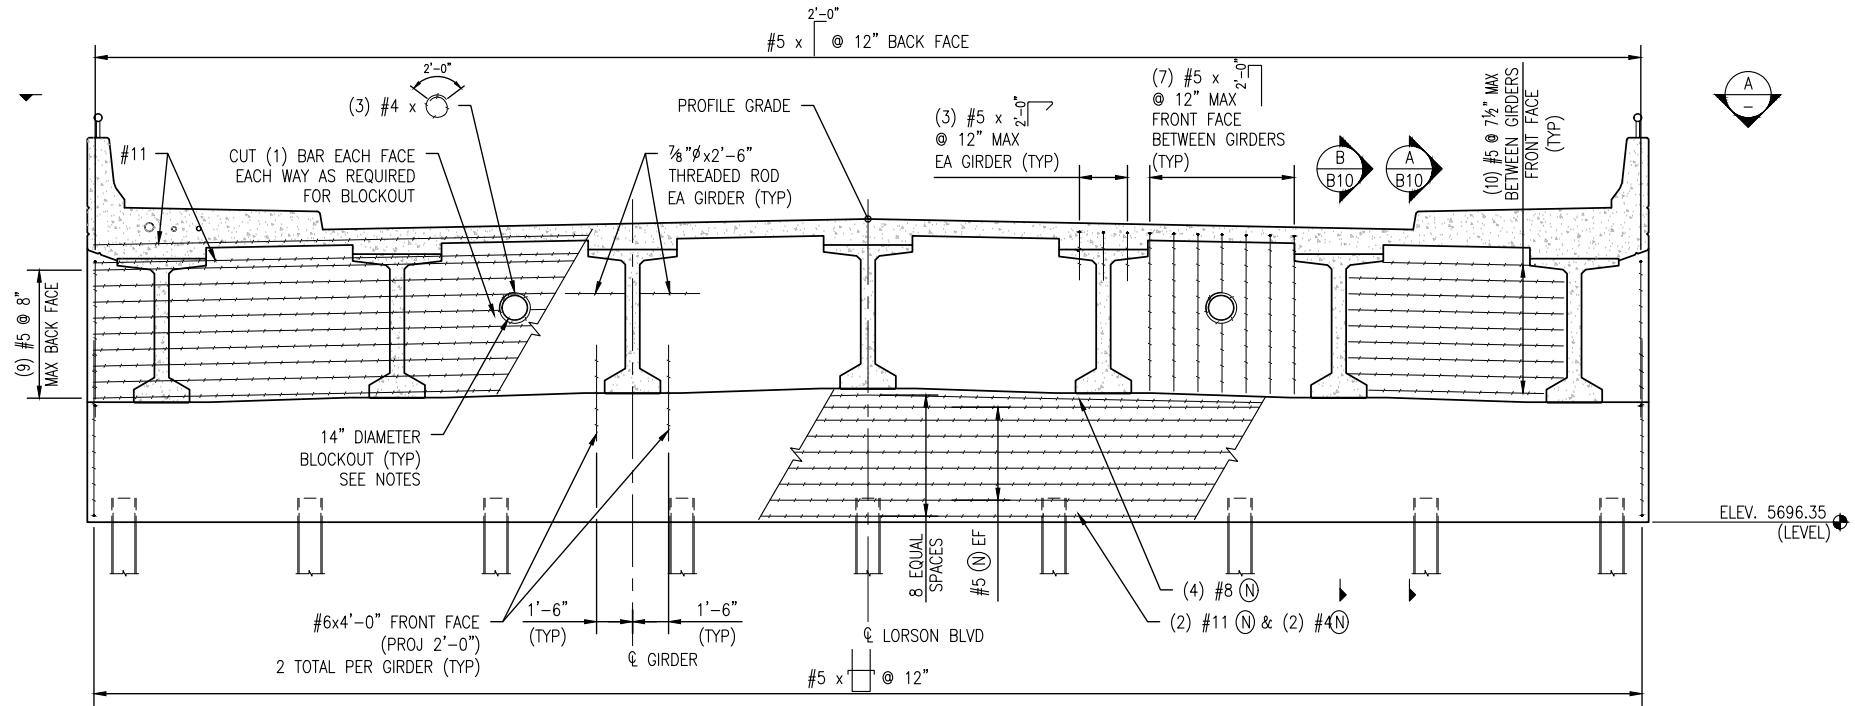 2'-0"
#5 x @ 12" BACK FACE
2'-0"
(3) #4 x
PROFILE GRADE
(3) #5 x 2'-0"
@ 12" MAX
EA GIRDER (TYP)
(7) #5 x 2'-0"
@ 12" MAX
FRONT FACE
BETWEEN GIRDERS
(TYP)
(10) #5 @ 7½" MAX
BETWEEN GIRDERS
FRONT FACE
(TYP)
A
–
B
B10
A
B10
#11
CUT (1) BAR EACH FACE
EACH WAY AS REQUIRED
FOR BLOCKOUT
⅞"Øx2'-6"
THREADED ROD
EA GIRDER (TYP)
(9) #5 @ 8"
MAX BACK FACE
14" DIAMETER
BLOCKOUT (TYP)
SEE NOTES
ELEV. 5696.35
(LEVEL)
8 EQUAL
SPACES
#5 N EF
(4) #8 N
(2) #11 N & (2) #4 N
#6x4'-0" FRONT FACE
(PROJ 2'-0")
2 TOTAL PER GIRDER (TYP)
1'-6"
(TYP)
1'-6"
(TYP)
℄ GIRDER
℄ LORSON BLVD
#5 x @ 12"